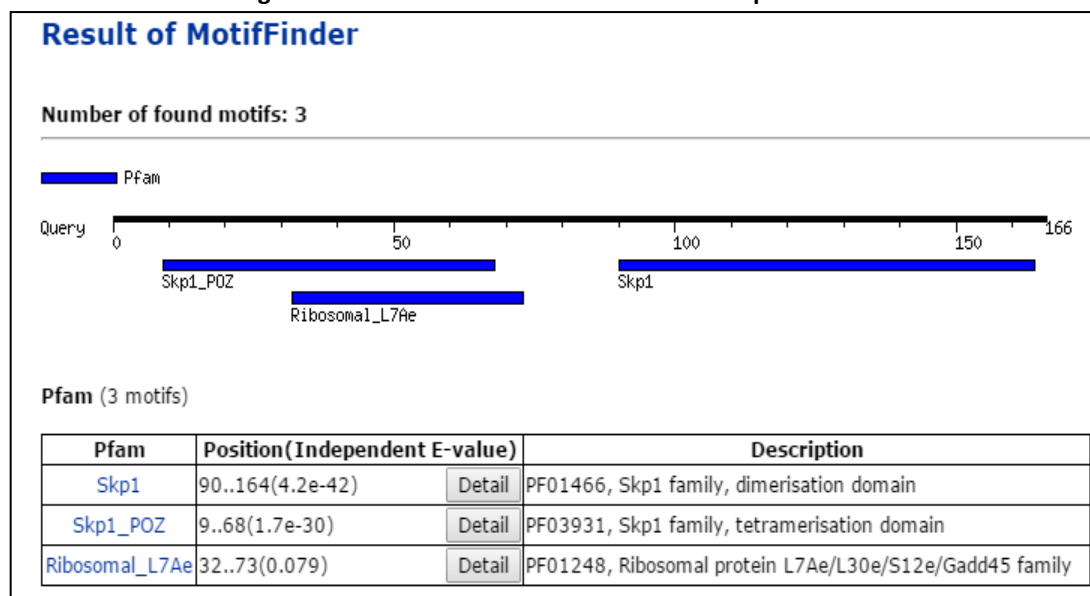 Result of MotifFinder
Number of found motifs: 3
Pfam
Query 0 50 100 150 166
Skp1_POZ Skp1
Ribosomal_L7Ae
Pfam (3 motifs)
Pfam Position(Independent E-value) Description
Skp1 90..164(4.2e-42) Detail PF01466, Skp1 family, dimerisation domain
Skp1_POZ 9..68(1.7e-30) Detail PF03931, Skp1 family, tetramerisation domain
Ribosomal_L7Ae 32..73(0.079) Detail PF01248, Ribosomal protein L7Ae/L30e/S12e/Gadd45 family